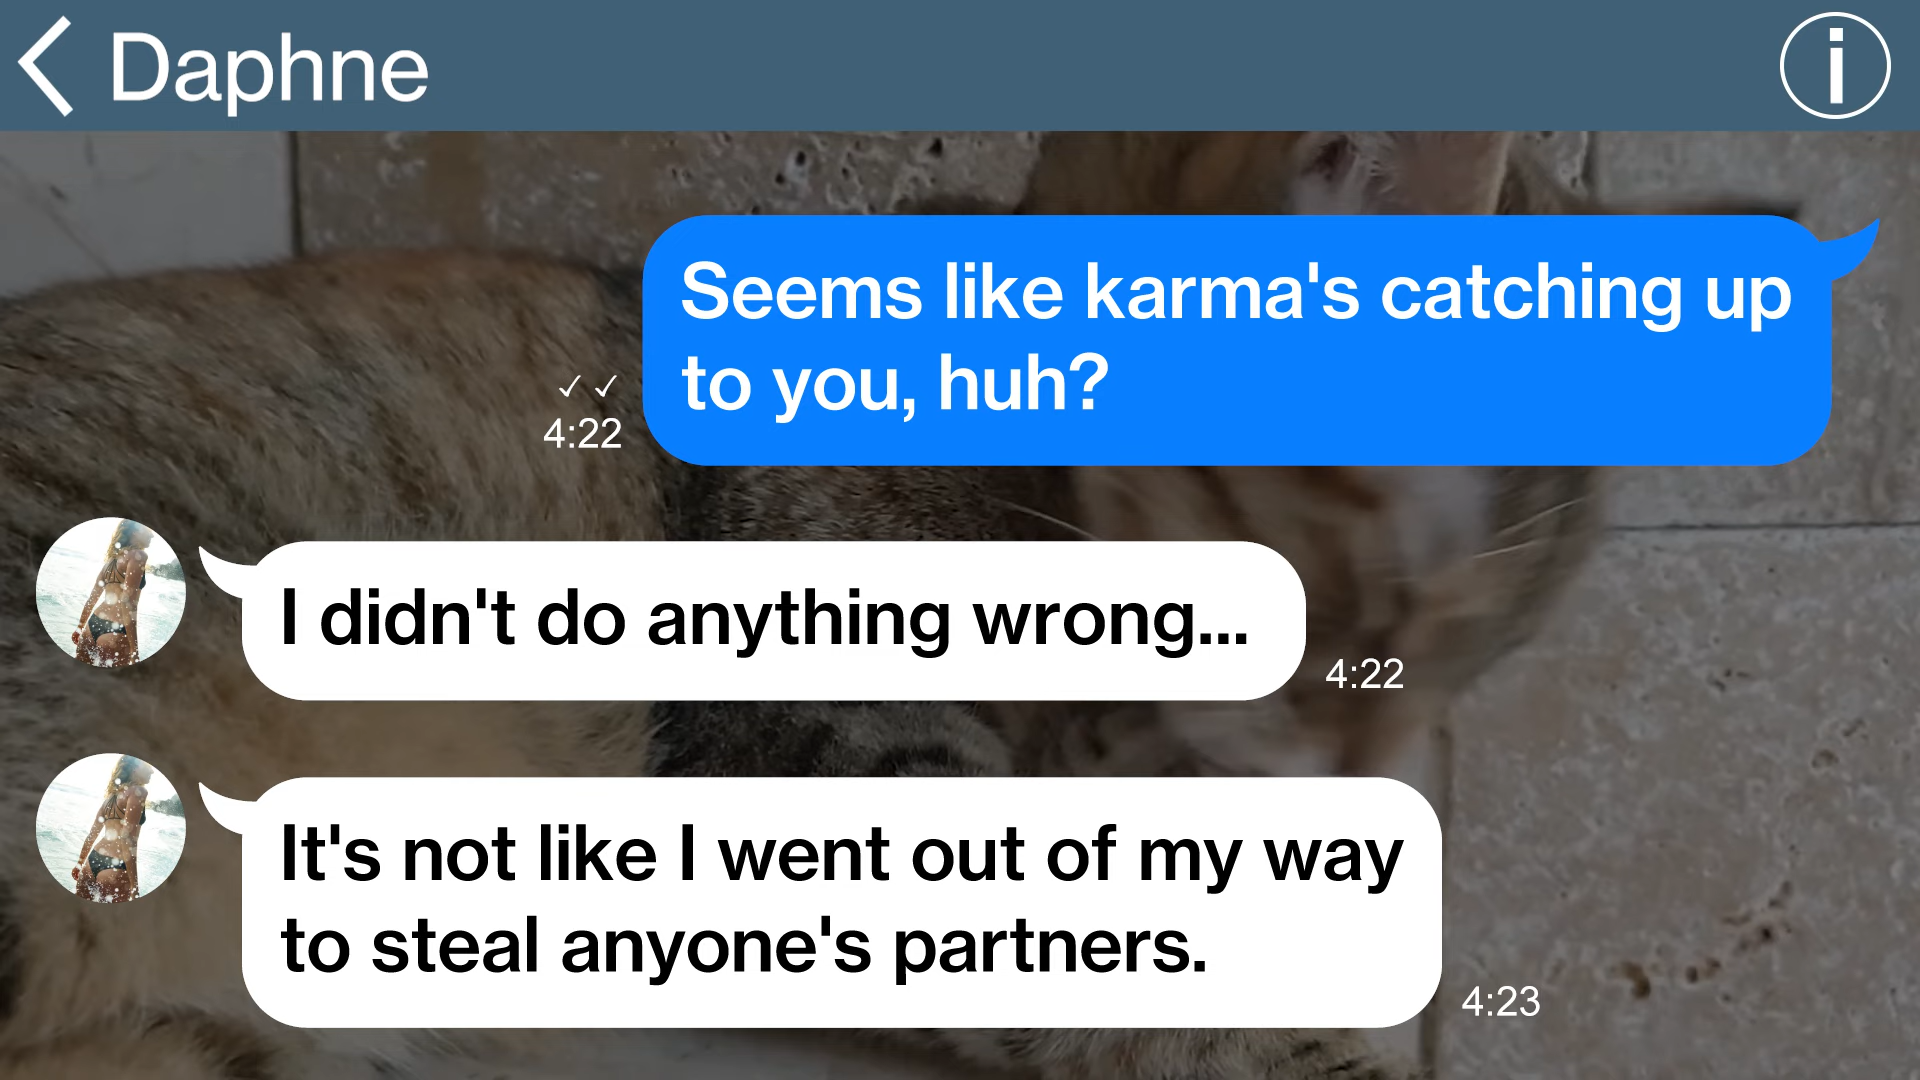 Daphne
Seems like karma's catching up
to you, huh?
✓✓
4:22
I didn't do anything wrong...
4:22
It's not like I went out of my way
to steal anyone's partners.
4:23